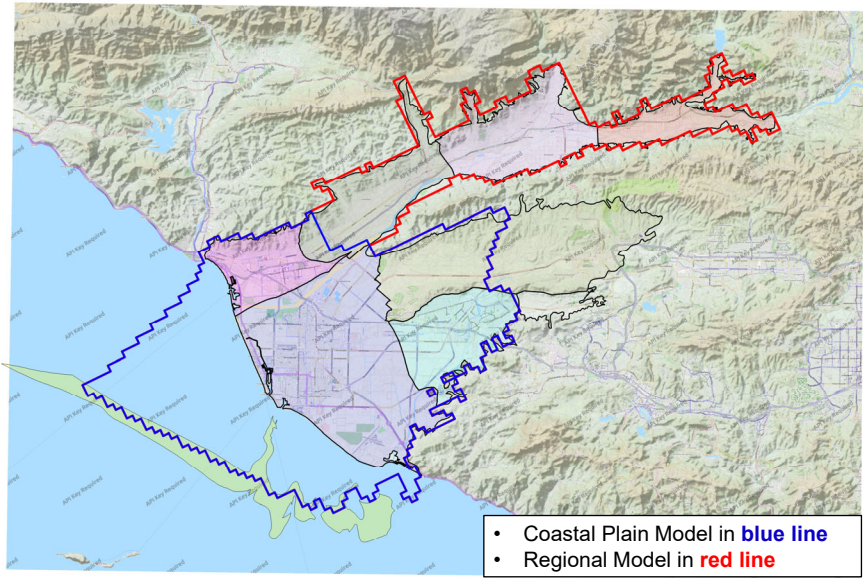 API Key Required
• Coastal Plain Model in blue line
• Regional Model in red line